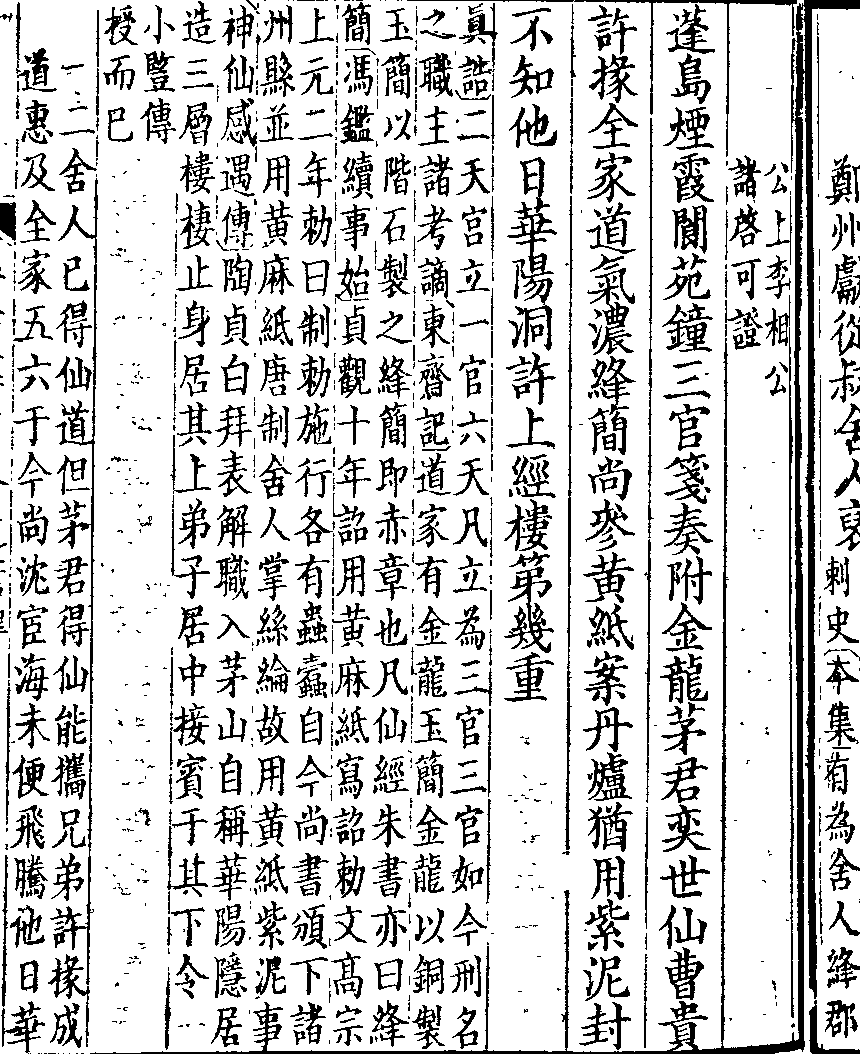 鄭州獻從叔舍人裒刺史本集有為舍人絳郡
公上李相公
諸啓可證
蓬島煙霞閬苑鐘三官箋奏附金龍茅君奕世仙曹貴
許掾全家道氣濃絳簡尚參黃紙案丹爐猶用紫泥封
不知他日華陽洞許上經樓第幾重
真誥二天宮立一官六天凡立為三官三官如今刑名
之職主諸考謫東齋記道家有金龍玉簡金龍以銅製
玉簡以階石製之絳簡即赤章也凡仙經朱書亦曰絳
簡馮鑑續事始貞觀十年詔用黃麻紙寫詔勅文高宗
上元二年勅曰制勅施行各有蟲蠧自今尚書頒下諸
州縣並用黃麻紙唐制舍人掌絲綸故用黃紙紫泥事
神仙感遇傳陶貞白拜表解職入茅山自稱華陽隱居
造三層樓棲止身居其上弟子居中接賓于其下令
小豎傳
授而已
一二舍人已得仙道但茅君得仙能攜兄弟許掾成
道惠及全家五六于今尚沈宦海未便飛騰他日華